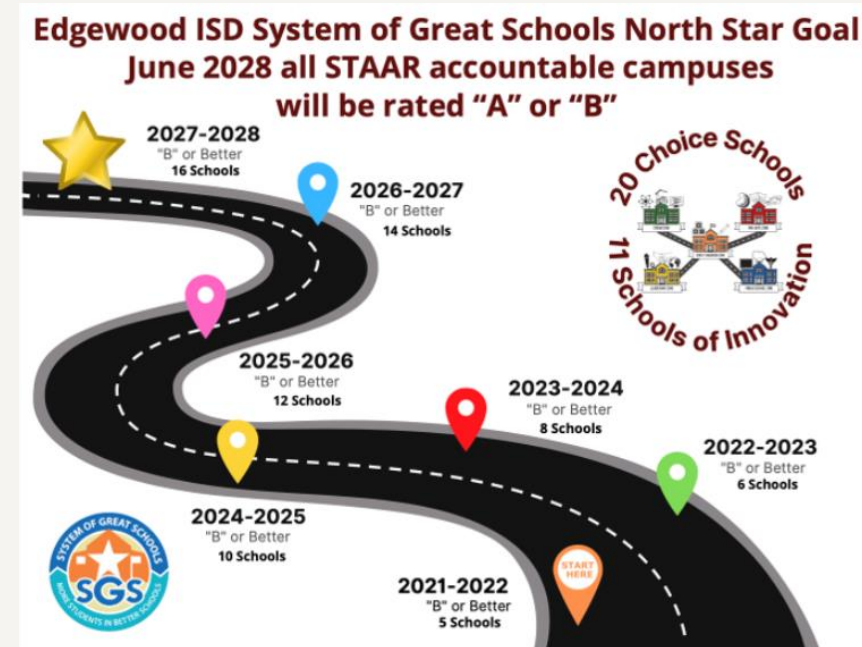 Edgewood ISD System of Great Schools North Star Goal
June 2028 all STAAR accountable campuses
will be rated “A” or “B”
2027-2028
"B" or Better
16 Schools
2026-2027
"B" or Better
14 Schools
20 Choice Schools
11 Schools of Innovation
2025-2026
"B" or Better
12 Schools
2023-2024
"B" or Better
8 Schools
2022-2023
"B" or Better
6 Schools
2024-2025
"B" or Better
10 Schools
SYSTEM OF GREAT SCHOOLS
SGS
MORE STUDENTS IN BETTER SCHOOLS
START
HERE
2021-2022
"B" or Better
5 Schools